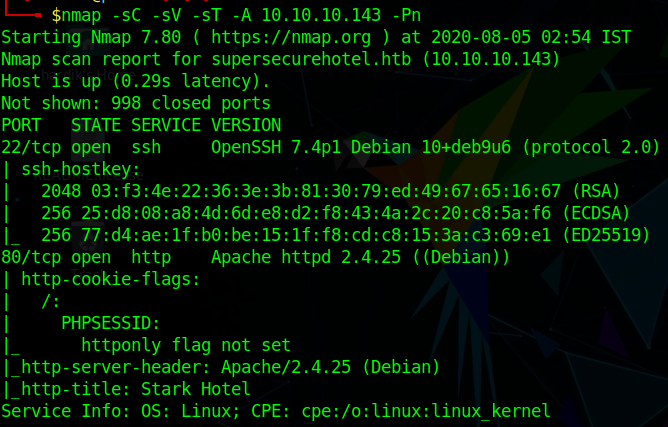 $nmap -sC -sV -sT -A 10.10.10.143 -Pn
Starting Nmap 7.80 ( https://nmap.org ) at 2020-08-05 02:54 IST
Nmap scan report for supersecurehotel.htb (10.10.10.143)
Host is up (0.29s latency).
Not shown: 998 closed ports
PORT   STATE SERVICE VERSION
22/tcp open  ssh     OpenSSH 7.4p1 Debian 10+deb9u6 (protocol 2.0)
| ssh-hostkey:
|   2048 03:f3:4e:22:36:3e:3b:81:30:79:ed:49:67:65:16:67 (RSA)
|   256 25:d8:08:a8:4d:6d:e8:d2:f8:43:4a:2c:20:c8:5a:f6 (ECDSA)
|_  256 77:d4:ae:1f:b0:be:15:1f:f8:cd:c8:15:3a:c3:69:e1 (ED25519)
80/tcp open  http    Apache httpd 2.4.25 ((Debian))
| http-cookie-flags:
|   /:
|     PHPSESSID:
|_      httponly flag not set
|_http-server-header: Apache/2.4.25 (Debian)
|_http-title: Stark Hotel
Service Info: OS: Linux; CPE: cpe:/o:linux:linux_kernel